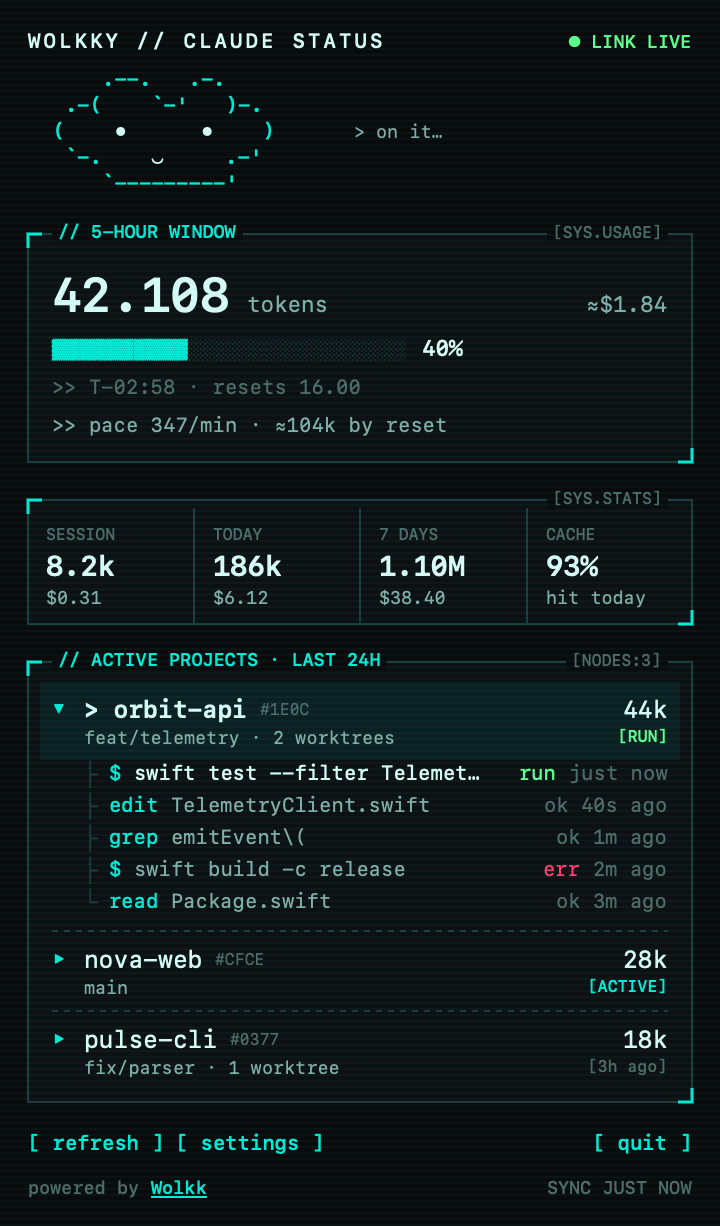 WOLKKY // CLAUDE STATUS
● LINK LIVE
> on it…
// 5-HOUR WINDOW
[SYS.USAGE]
42.108 tokens
≈$1.84
40%
>> T-02:58 · resets 16.00
>> pace 347/min · ≈104k by reset
[SYS.STATS]
SESSION TODAY 7 DAYS CACHE
8.2k 186k 1.10M 93%
$0.31 $6.12 $38.40 hit today
// ACTIVE PROJECTS · LAST 24H
[NODES:3]
▼ > orbit-api #1E0C 44k
feat/telemetry · 2 worktrees [RUN]
├ $ swift test --filter Telemet… run just now
├ edit TelemetryClient.swift ok 40s ago
├ grep emitEvent\( ok 1m ago
├ $ swift build -c release err 2m ago
└ read Package.swift ok 3m ago
▶ nova-web #CFCE 28k
main [ACTIVE]
▶ pulse-cli #0377 18k
fix/parser · 1 worktree [3h ago]
[ refresh ] [ settings ] [ quit ]
powered by Wolkk SYNC JUST NOW